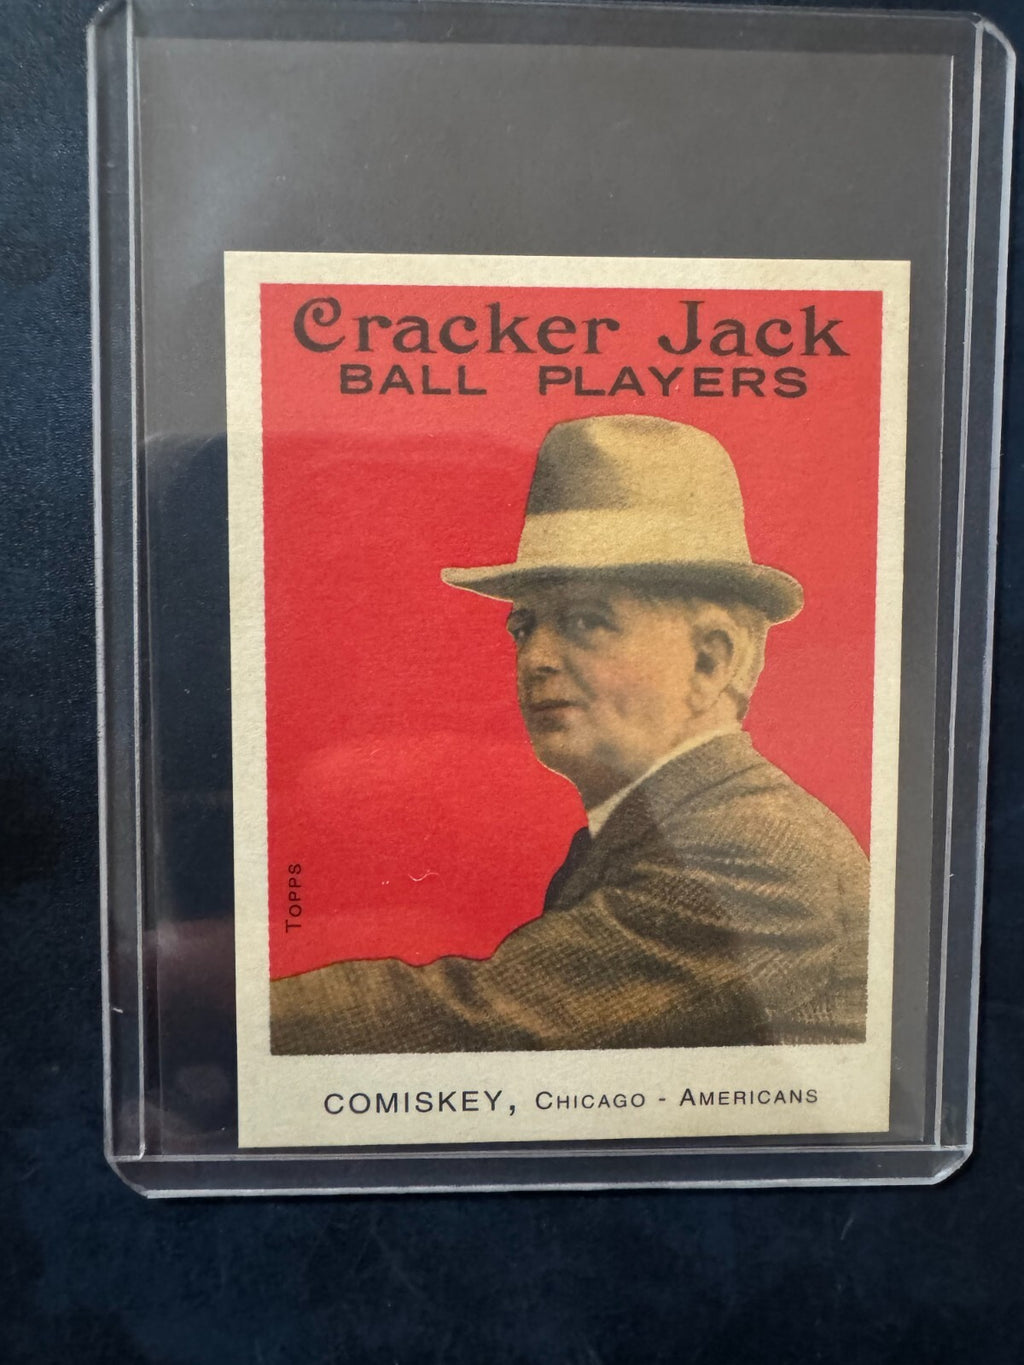 Cracker Jack
BALL PLAYERS
TOPPS
COMISKEY, CHICAGO - AMERICANS